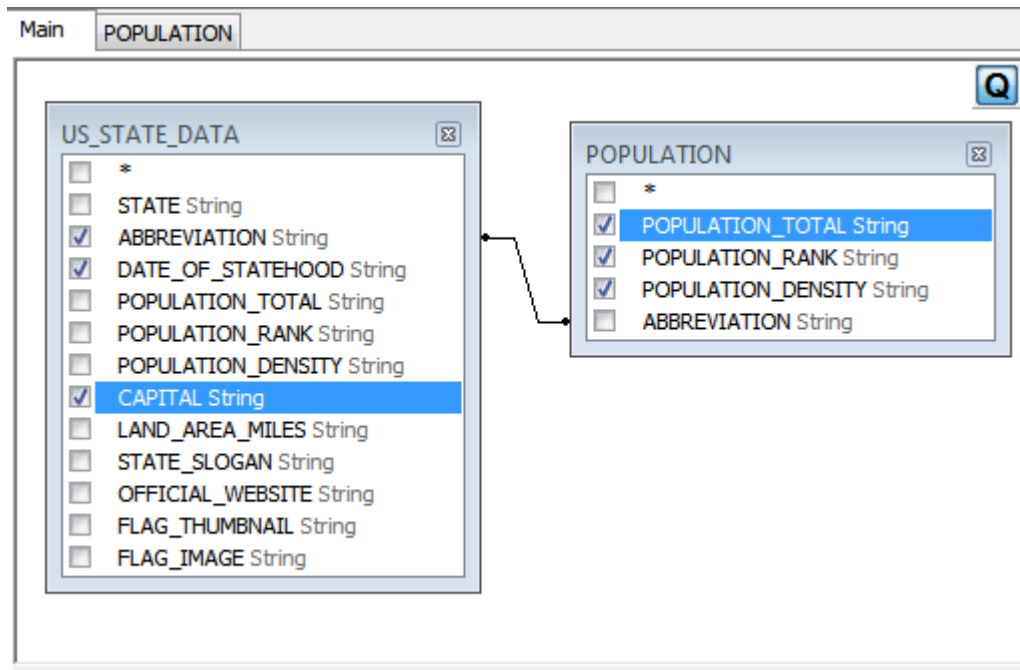 Main POPULATION
Q
US_STATE_DATA
*
STATE String
ABBREVIATION String
DATE_OF_STATEHOOD String
POPULATION_TOTAL String
POPULATION_RANK String
POPULATION_DENSITY String
CAPITAL String
LAND_AREA_MILES String
STATE_SLOGAN String
OFFICIAL_WEBSITE String
FLAG_THUMBNAIL String
FLAG_IMAGE String
POPULATION
*
POPULATION_TOTAL String
POPULATION_RANK String
POPULATION_DENSITY String
ABBREVIATION String